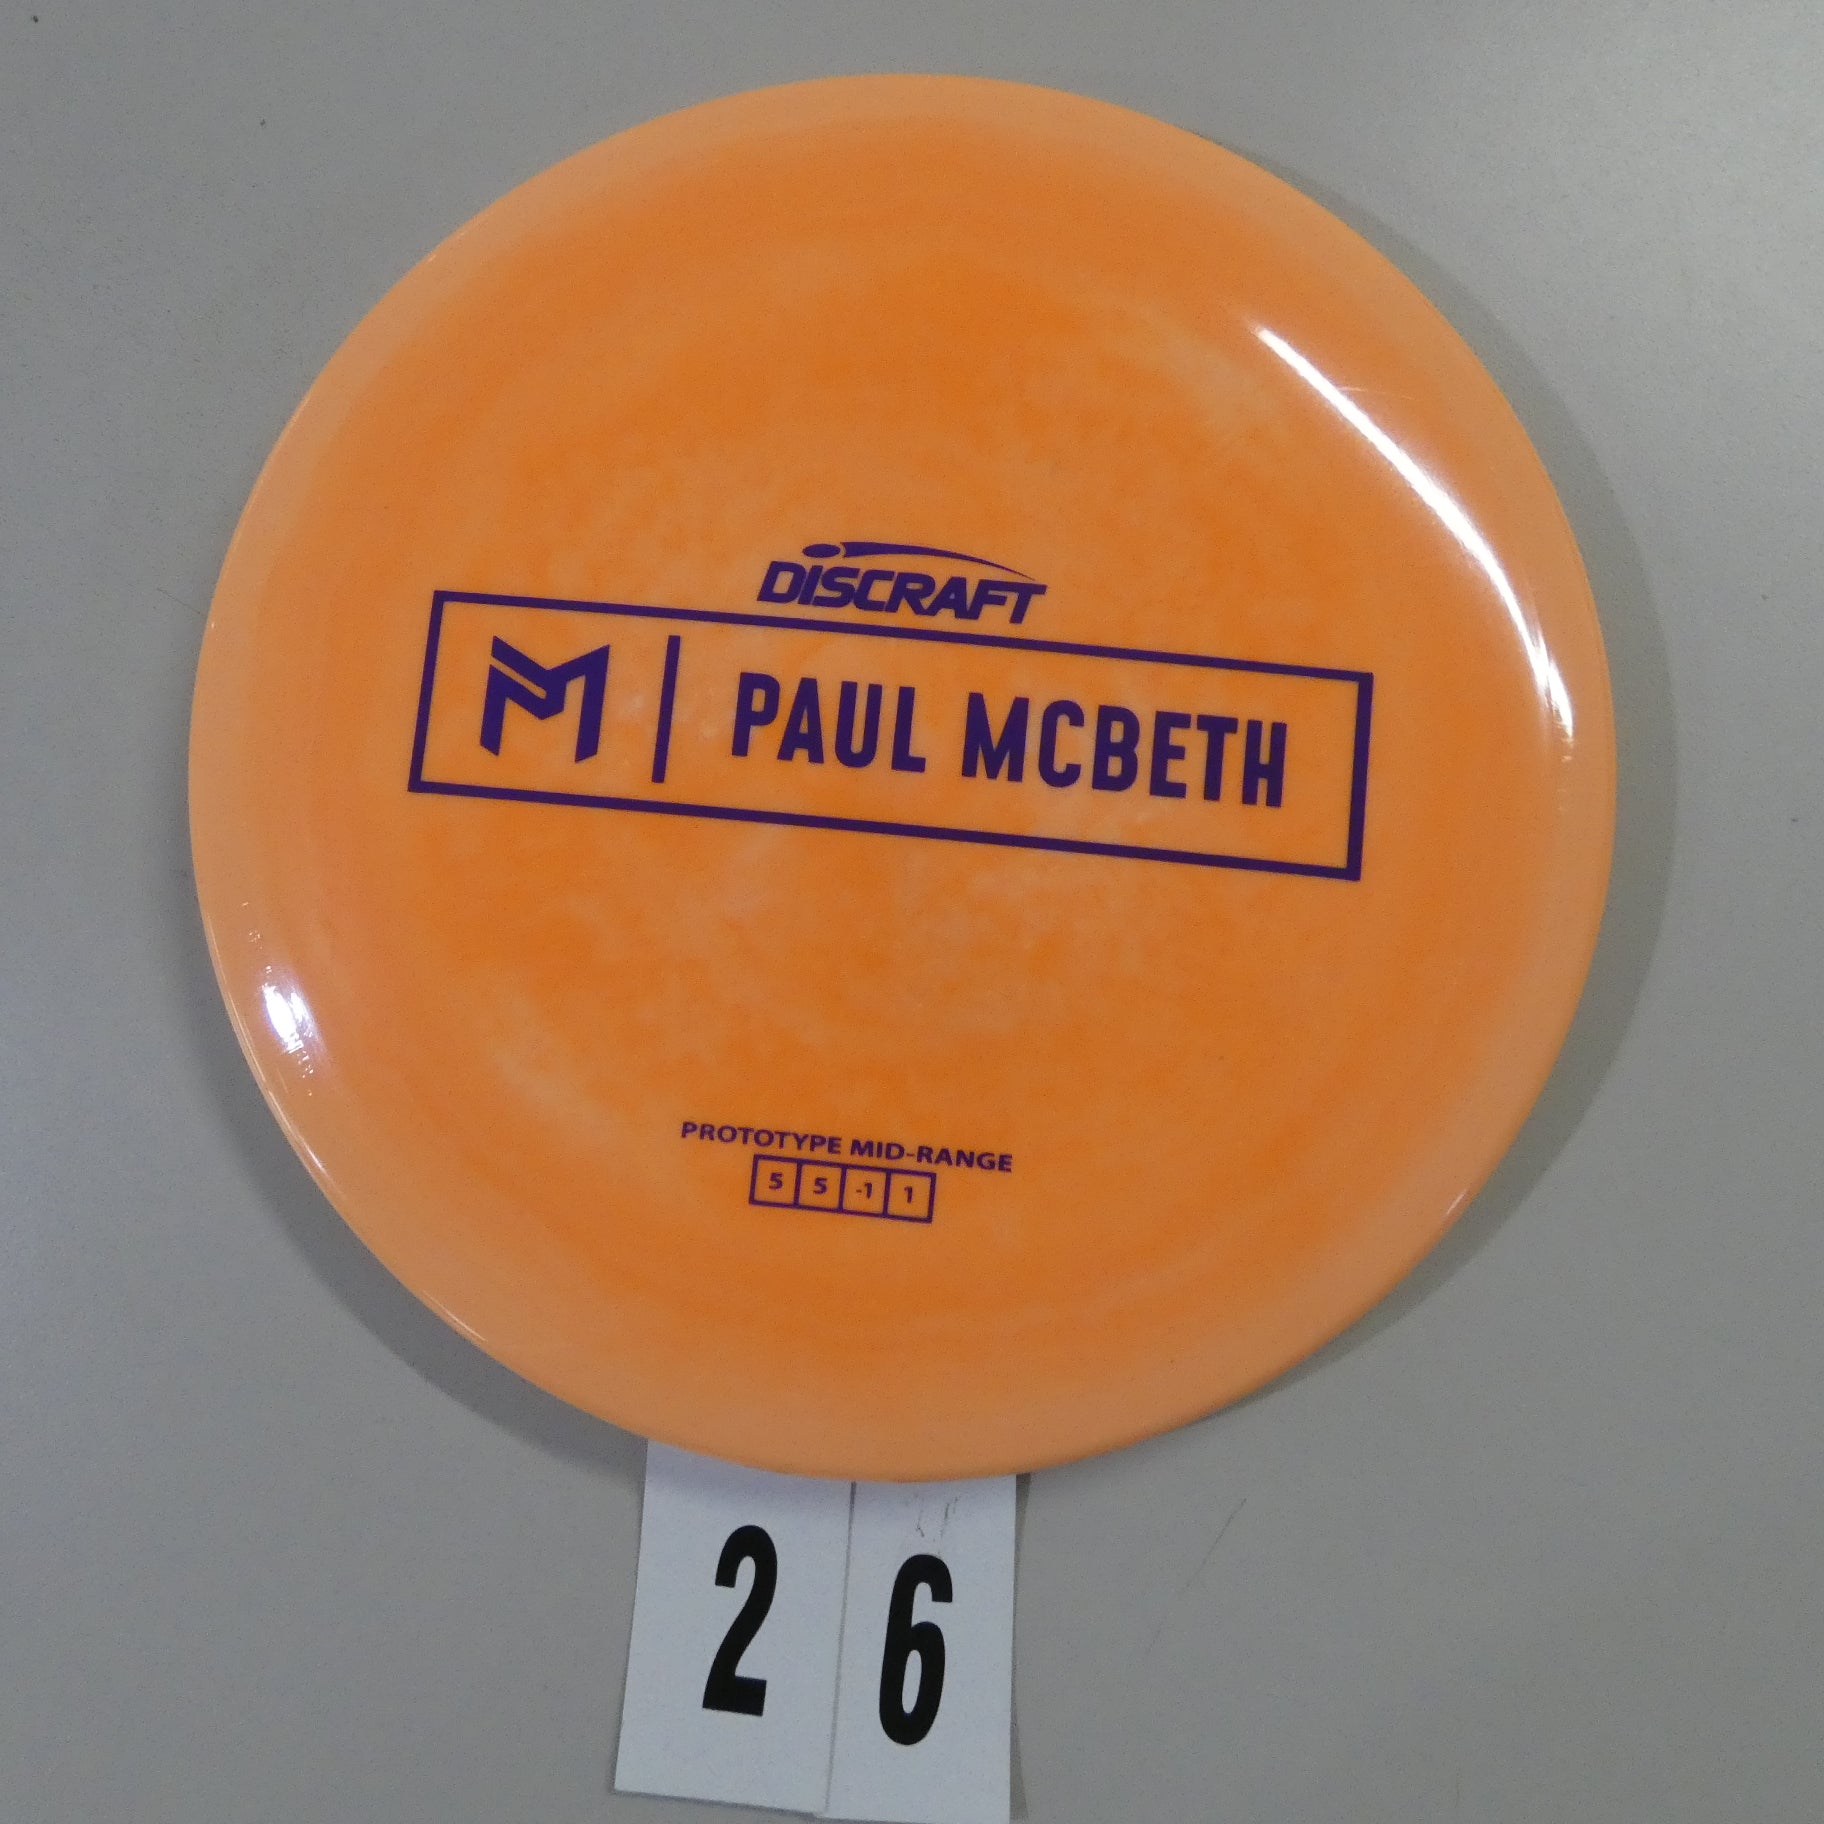 DISCRAFT
M | PAUL MCBETH
PROTOTYPE MID-RANGE
5 5 -1 1
2 6